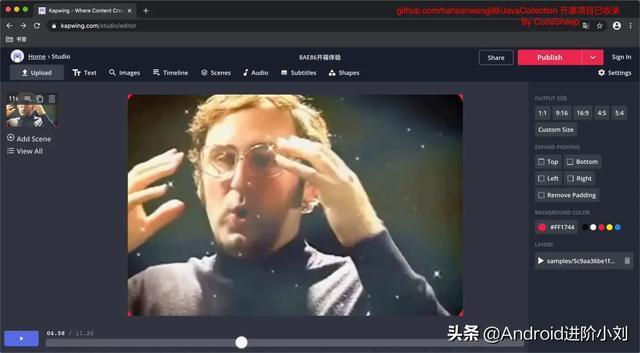 github.com/hansonwang99/JavaCollection 开源项目已收录
By CodeSheep
Kapwing - Where Content Cre
kapwing.com/studio/editor
书签
Home › Studio
8AE86开箱体验
Share
Publish
Sign In
Upload
Text
Images
Timeline
Scenes
Audio
Subtitles
Shapes
Settings
11s
Add Scene
View All
OUTPUT SIZE
1:1 9:16 16:9 4:5 5:4
Custom Size
EXPAND PADDING
Top Bottom
Left Right
Remove Padding
BACKGROUND COLOR
#FF1744
LAYERS
samples/5c9aa36be1f...
04.58 / 11.20
头条 @Android进阶小刘